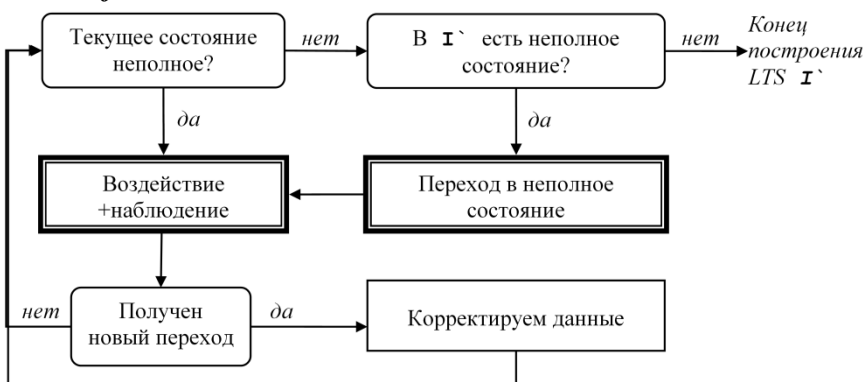 Текущее состояние
неполное?
нет
В I` есть неполное
состояние?
нет
Конец
построения
LTS I`
да
да
Воздействие
+наблюдение
Переход в неполное
состояние
нет
Получен
новый переход
да
Корректируем данные